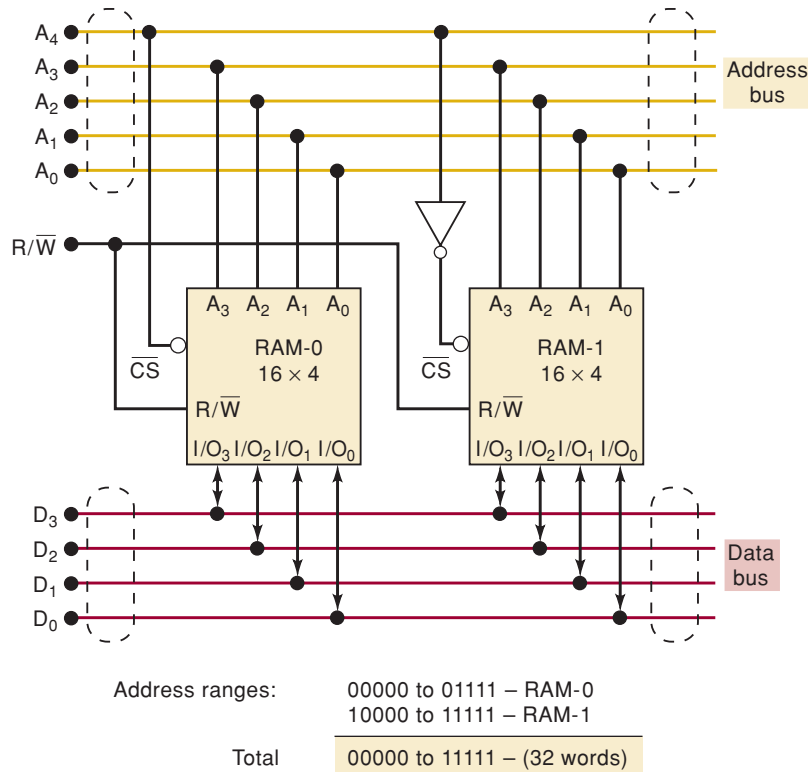 A₄
A₃
Address
bus
A₂
A₁
A₀
R/W̅
A₃ A₂ A₁ A₀
A₃ A₂ A₁ A₀
RAM-0
16 × 4
RAM-1
16 × 4
C̅S̅
C̅S̅
R/W̅
R/W̅
I/O₃ I/O₂ I/O₁ I/O₀
I/O₃ I/O₂ I/O₁ I/O₀
D₃
D₂
Data
bus
D₁
D₀
Address ranges: 00000 to 01111 – RAM-0
10000 to 11111 – RAM-1
Total 00000 to 11111 – (32 words)